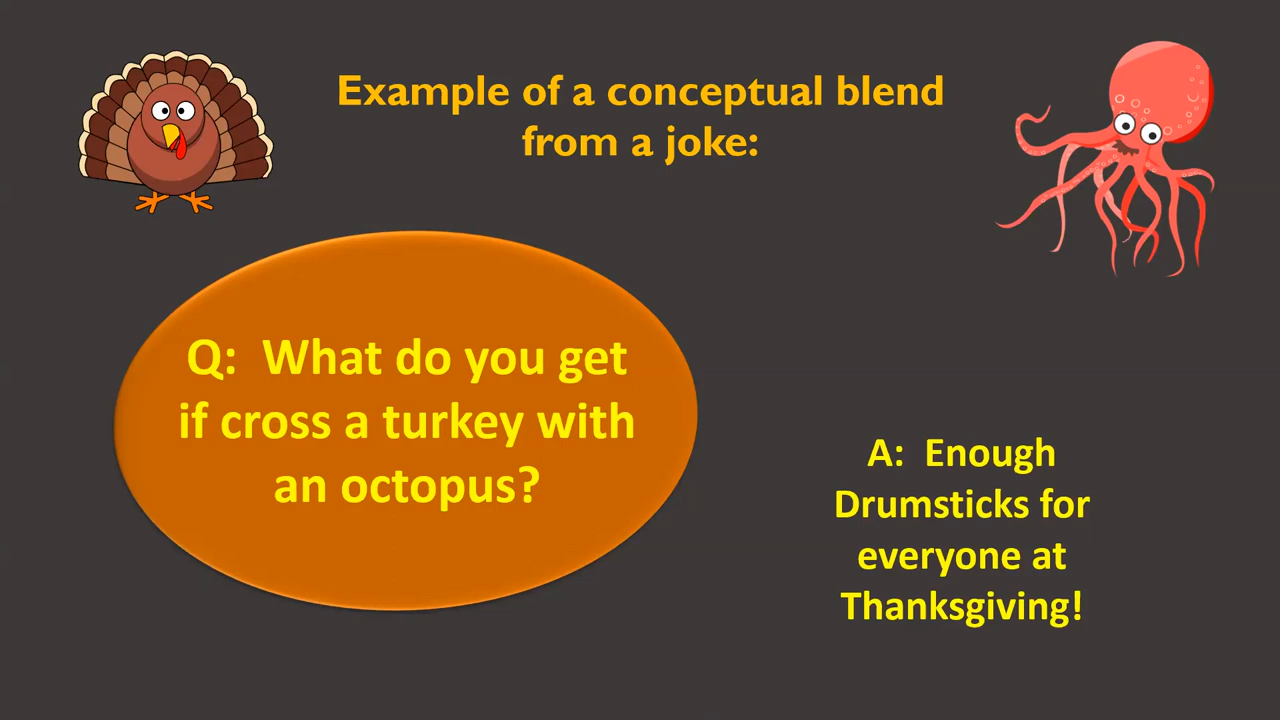 Example of a conceptual blend
from a joke:
Q:  What do you get
if cross a turkey with
an octopus?
A:  Enough
Drumsticks for
everyone at
Thanksgiving!